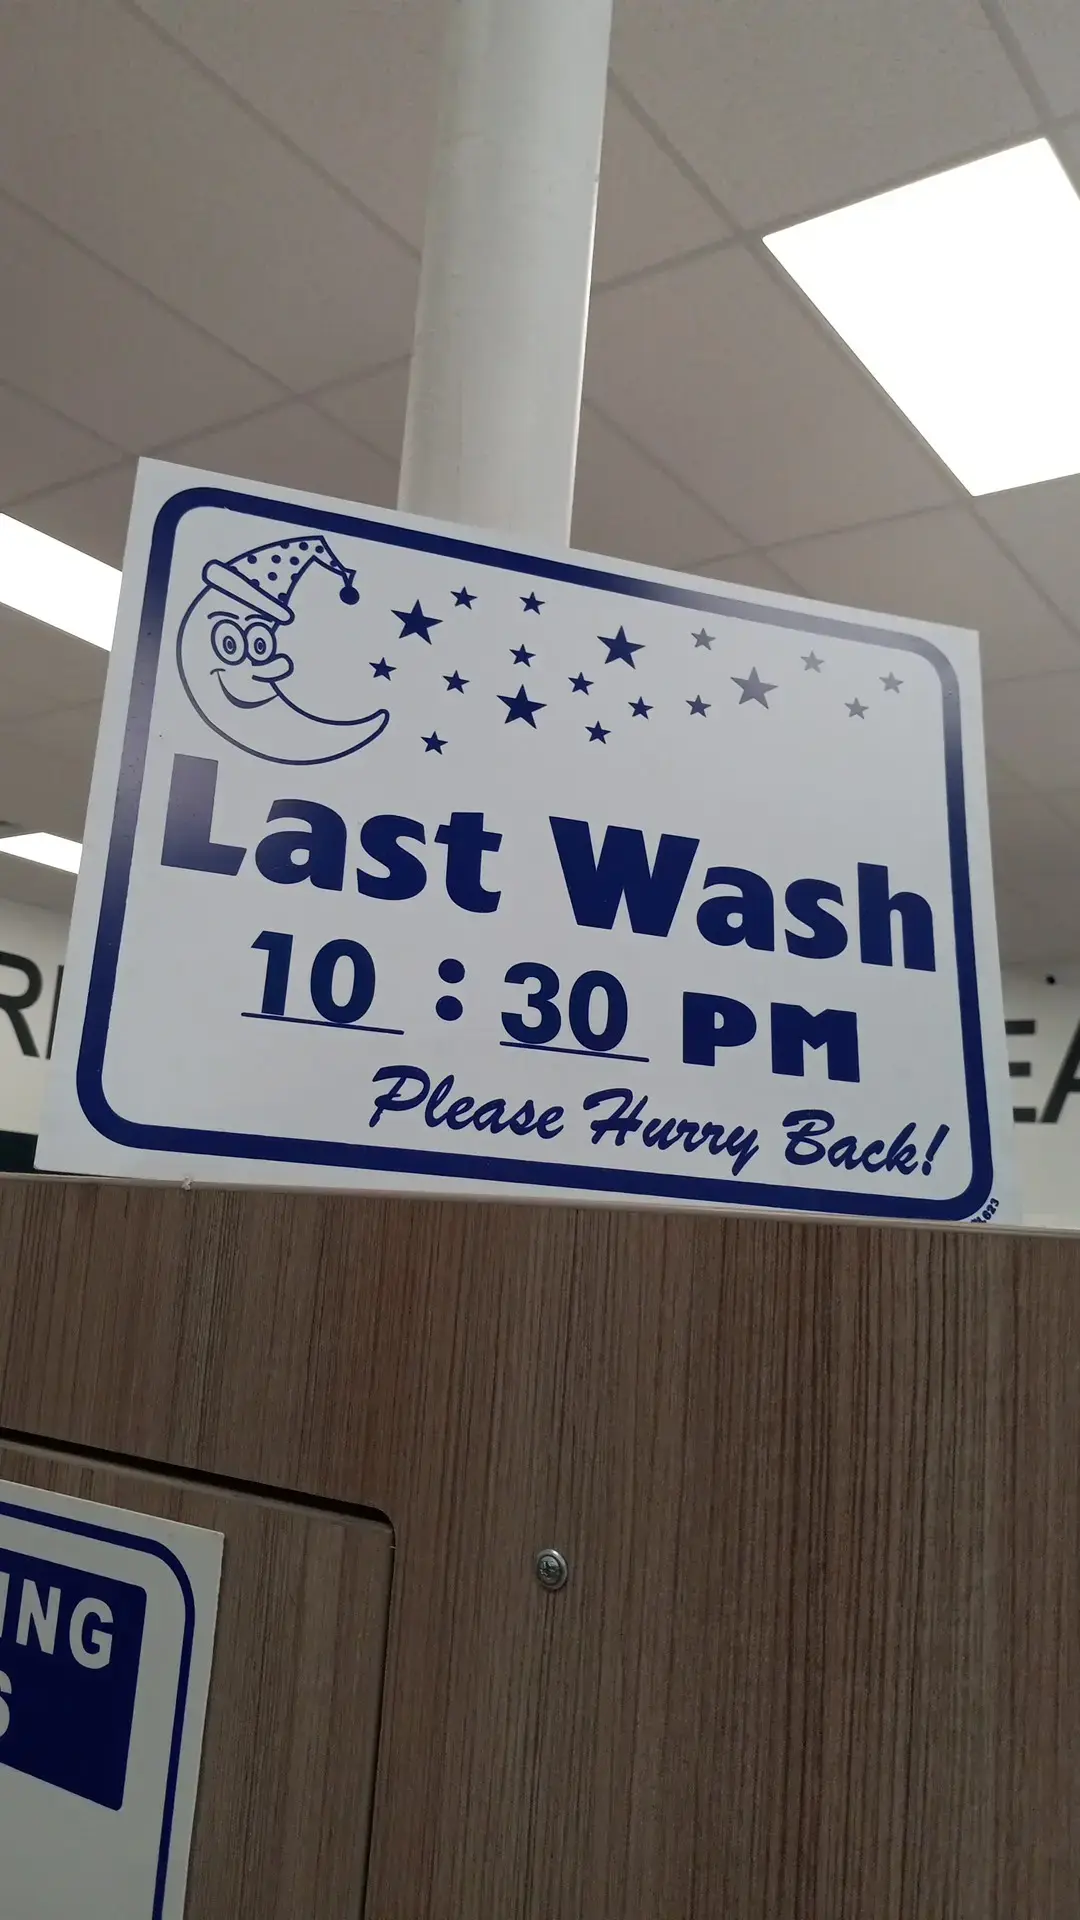 Last Wash
10 : 30 PM
Please Hurry Back!